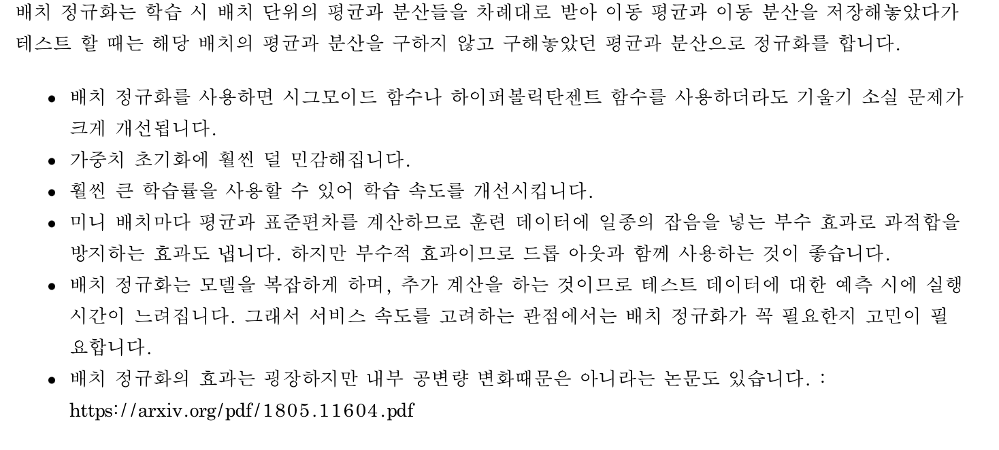 배치 정규화는 학습 시 배치 단위의 평균과 분산들을 차례대로 받아 이동 평균과 이동 분산을 저장해놓았다가
테스트 할 때는 해당 배치의 평균과 분산을 구하지 않고 구해놓았던 평균과 분산으로 정규화를 합니다.
• 배치 정규화를 사용하면 시그모이드 함수나 하이퍼볼릭탄젠트 함수를 사용하더라도 기울기 소실 문제가
크게 개선됩니다.
• 가중치 초기화에 훨씬 덜 민감해집니다.
• 훨씬 큰 학습률을 사용할 수 있어 학습 속도를 개선시킵니다.
• 미니 배치마다 평균과 표준편차를 계산하므로 훈련 데이터에 일종의 잡음을 넣는 부수 효과로 과적합을
방지하는 효과도 냅니다. 하지만 부수적 효과이므로 드롭 아웃과 함께 사용하는 것이 좋습니다.
• 배치 정규화는 모델을 복잡하게 하며, 추가 계산을 하는 것이므로 테스트 데이터에 대한 예측 시에 실행
시간이 느려집니다. 그래서 서비스 속도를 고려하는 관점에서는 배치 정규화가 꼭 필요한지 고민이 필
요합니다.
• 배치 정규화의 효과는 굉장하지만 내부 공변량 변화때문은 아니라는 논문도 있습니다. :
https://arxiv.org/pdf/1805.11604.pdf